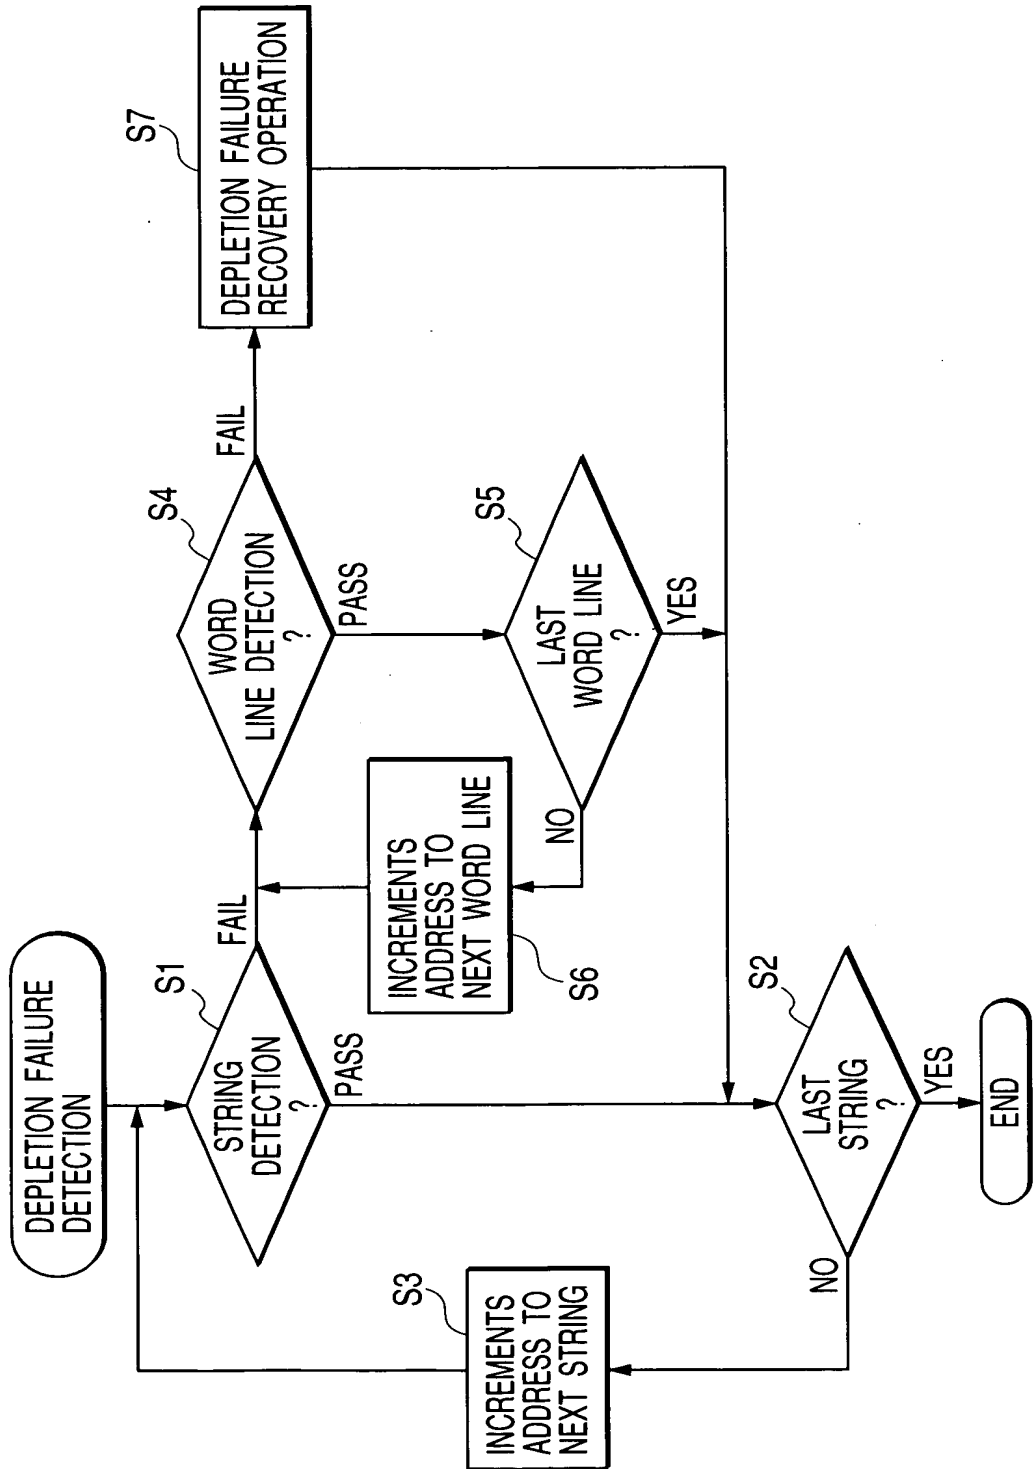 DEPLETION FAILURE
DETECTION
S1
STRING
DETECTION
?
FAIL
PASS
S4
WORD
LINE DETECTION
?
FAIL
PASS
S7
DEPLETION FAILURE
RECOVERY OPERATION
S5
LAST
WORD LINE
?
NO
YES
INCREMENTS
ADDRESS TO
NEXT WORD LINE
S6
S2
LAST
STRING
?
NO
YES
S3
INCREMENTS
ADDRESS TO
NEXT STRING
END